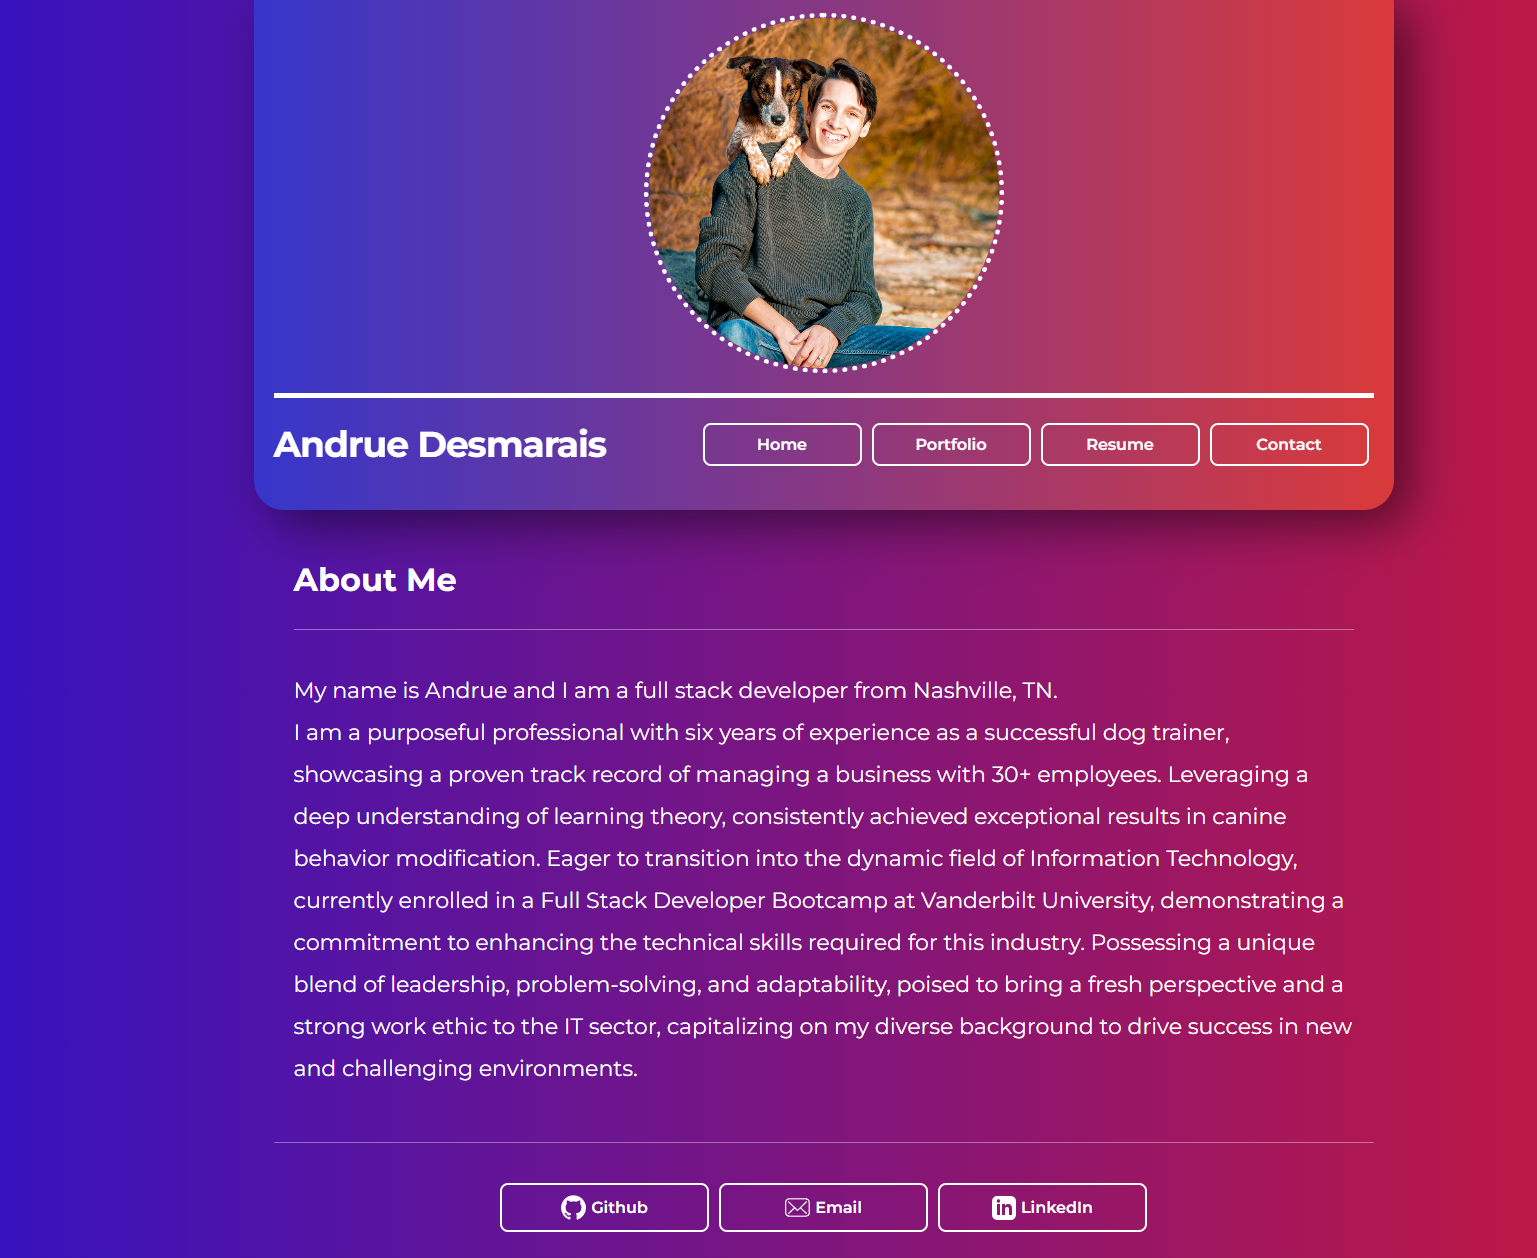 Andrue Desmarais
Home
Portfolio
Resume
Contact
About Me
My name is Andrue and I am a full stack developer from Nashville, TN.
I am a purposeful professional with six years of experience as a successful dog trainer,
showcasing a proven track record of managing a business with 30+ employees. Leveraging a
deep understanding of learning theory, consistently achieved exceptional results in canine
behavior modification. Eager to transition into the dynamic field of Information Technology,
currently enrolled in a Full Stack Developer Bootcamp at Vanderbilt University, demonstrating a
commitment to enhancing the technical skills required for this industry. Possessing a unique
blend of leadership, problem-solving, and adaptability, poised to bring a fresh perspective and a
strong work ethic to the IT sector, capitalizing on my diverse background to drive success in new
and challenging environments.
Github
Email
in LinkedIn